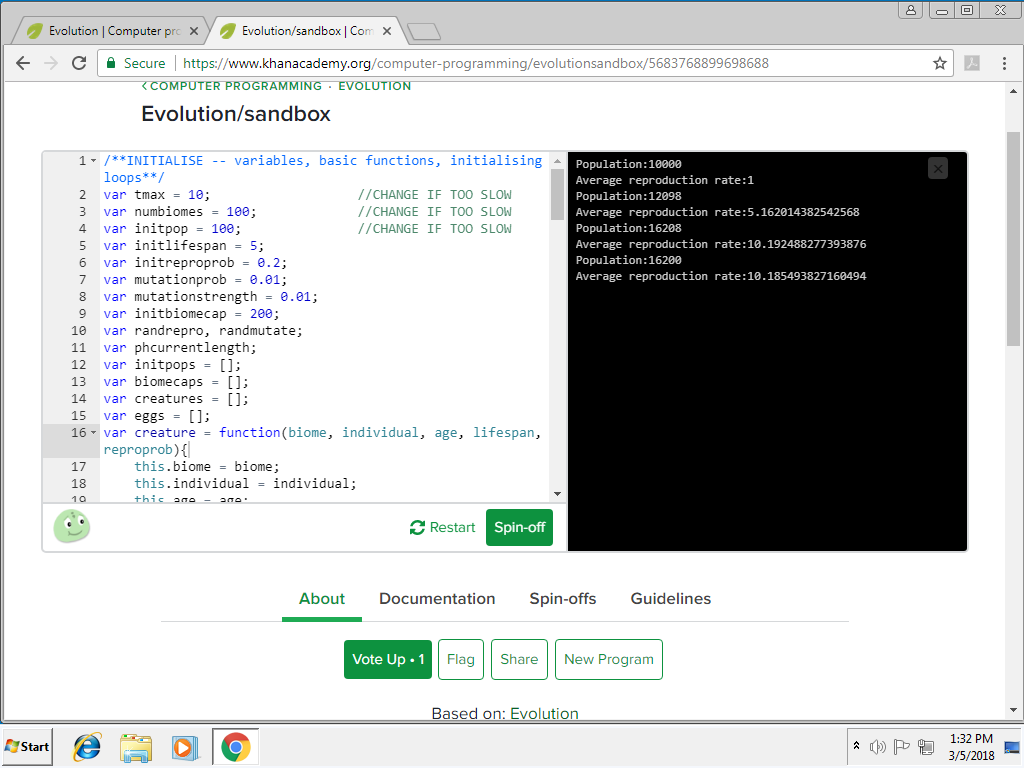 Evolution | Computer pro
Evolution/sandbox | Com
Secure
https://www.khanacademy.org/computer-programming/evolutionsandbox/5683768899698688
COMPUTER PROGRAMMING · EVOLUTION
Evolution/sandbox
1 /**INITIALISE -- variables, basic functions, initialising
loops**/
2 var tmax = 10; //CHANGE IF TOO SLOW
3 var numbiomes = 100; //CHANGE IF TOO SLOW
4 var initpop = 100; //CHANGE IF TOO SLOW
5 var initlifespan = 5;
6 var initreproprob = 0.2;
7 var mutationprob = 0.01;
8 var mutationstrength = 0.01;
9 var initbiomecap = 200;
10 var randrepro, randmutate;
11 var phcurrentlength;
12 var initpops = [];
13 var biomecaps = [];
14 var creatures = [];
15 var eggs = [];
16 var creature = function(biome, individual, age, lifespan,
reproprob){
17 this.biome = biome;
18 this.individual = individual;
19 this.age = age;
Population:10000
Average reproduction rate:1
Population:12098
Average reproduction rate:5.162014382542568
Population:16208
Average reproduction rate:10.192488277393876
Population:16200
Average reproduction rate:10.185493827160494
Restart
Spin-off
About
Documentation
Spin-offs
Guidelines
Vote Up • 1
Flag
Share
New Program
Based on: Evolution
Start
1:32 PM
3/5/2018